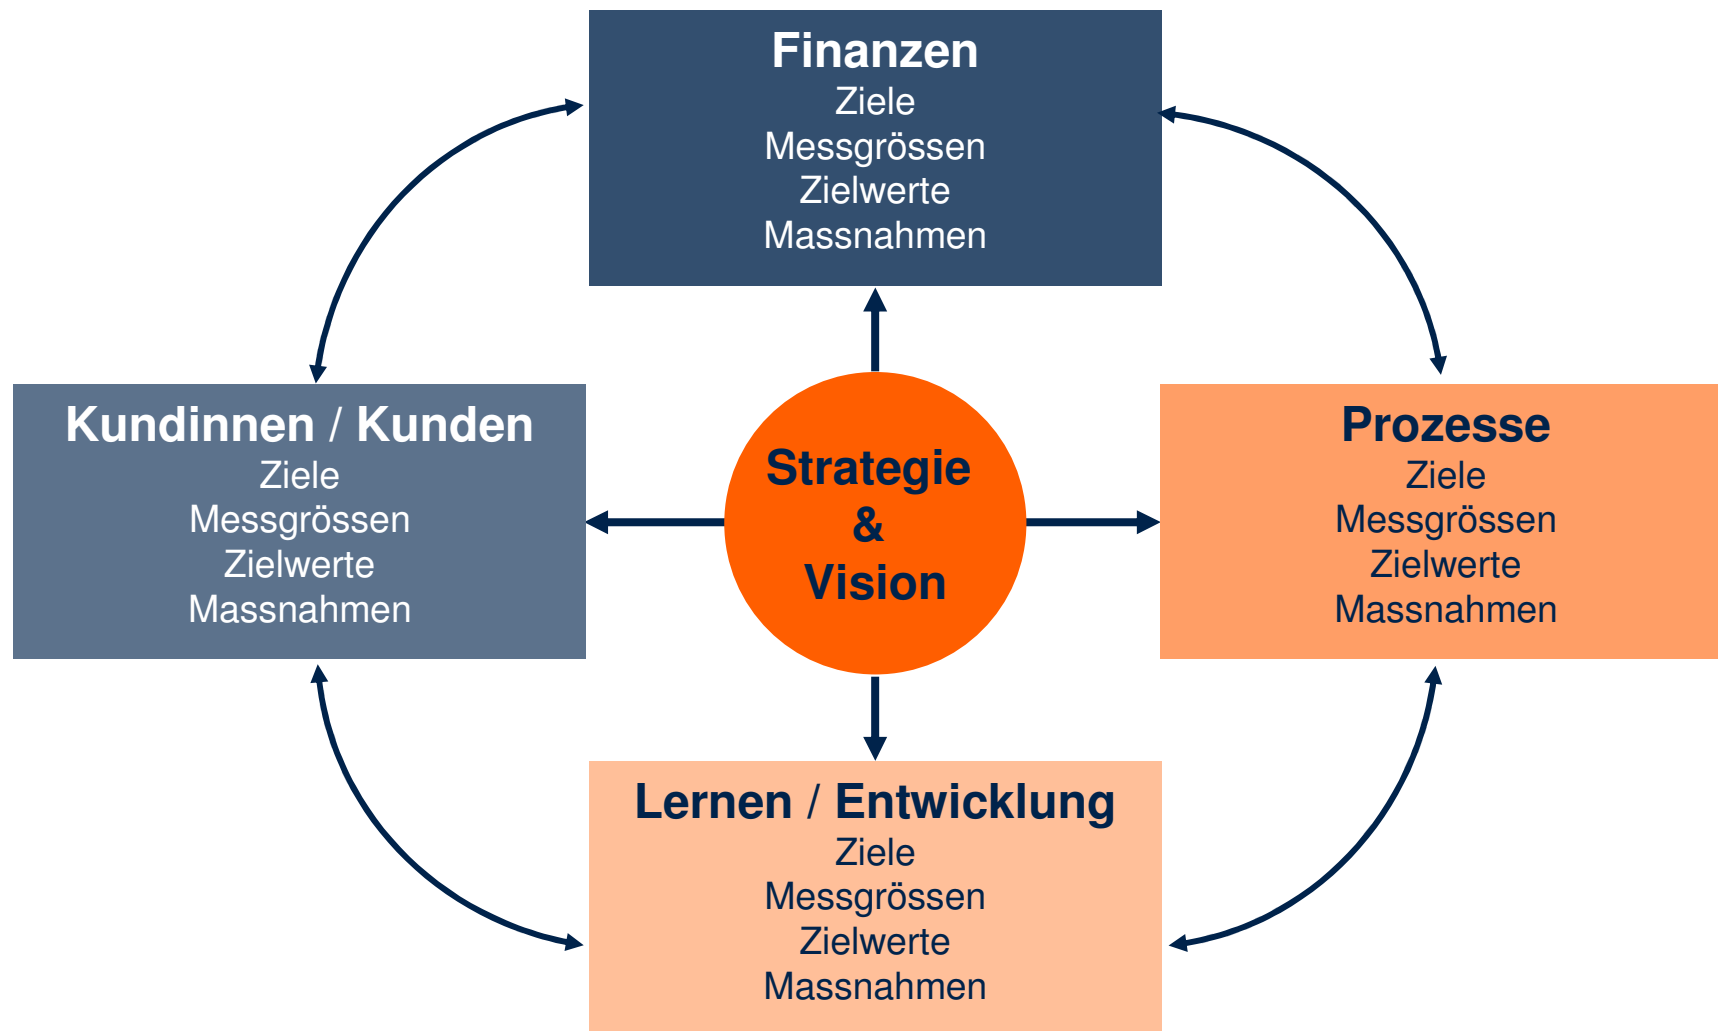 Finanzen
Ziele
Messgrössen
Zielwerte
Massnahmen
Kundinnen / Kunden
Ziele
Messgrössen
Zielwerte
Massnahmen
Strategie
&
Vision
Prozesse
Ziele
Messgrössen
Zielwerte
Massnahmen
Lernen / Entwicklung
Ziele
Messgrössen
Zielwerte
Massnahmen